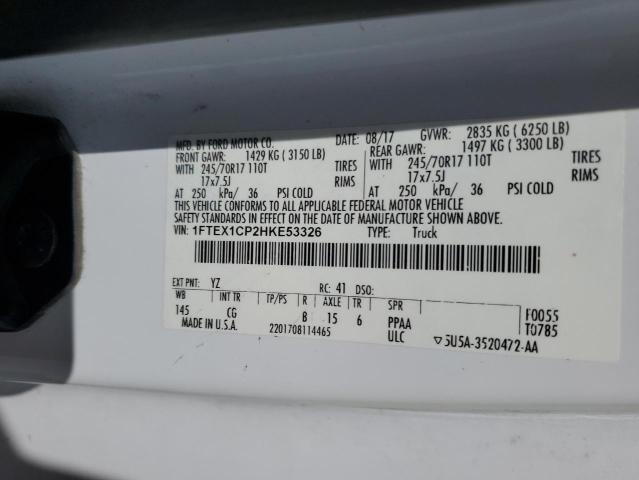 MFD. BY FORD MOTOR CO. DATE: 08/17 GVWR: 2835 KG ( 6250 LB)
FRONT GAWR: 1429 KG ( 3150 LB) REAR GAWR: 1497 KG ( 3300 LB)
WITH 245/70R17 110T TIRES WITH 245/70R17 110T TIRES
17x7.5J RIMS 17x7.5J RIMS
AT 250 kPa/ 36 PSI COLD AT 250 kPa/ 36 PSI COLD
THIS VEHICLE CONFORMS TO ALL APPLICABLE FEDERAL MOTOR VEHICLE
SAFETY STANDARDS IN EFFECT ON THE DATE OF MANUFACTURE SHOWN ABOVE.
VIN: 1FTEX1CP2HKE53326 TYPE: Truck
EXT PNT: YZ RC: 41 DSO:
WB INT TR TP/PS R AXLE TR SPR
145 CG B 15 6 PPAA
MADE IN U.S.A. 2201708114465 ULC
F0055
T0785
5U5A-3520472-AA